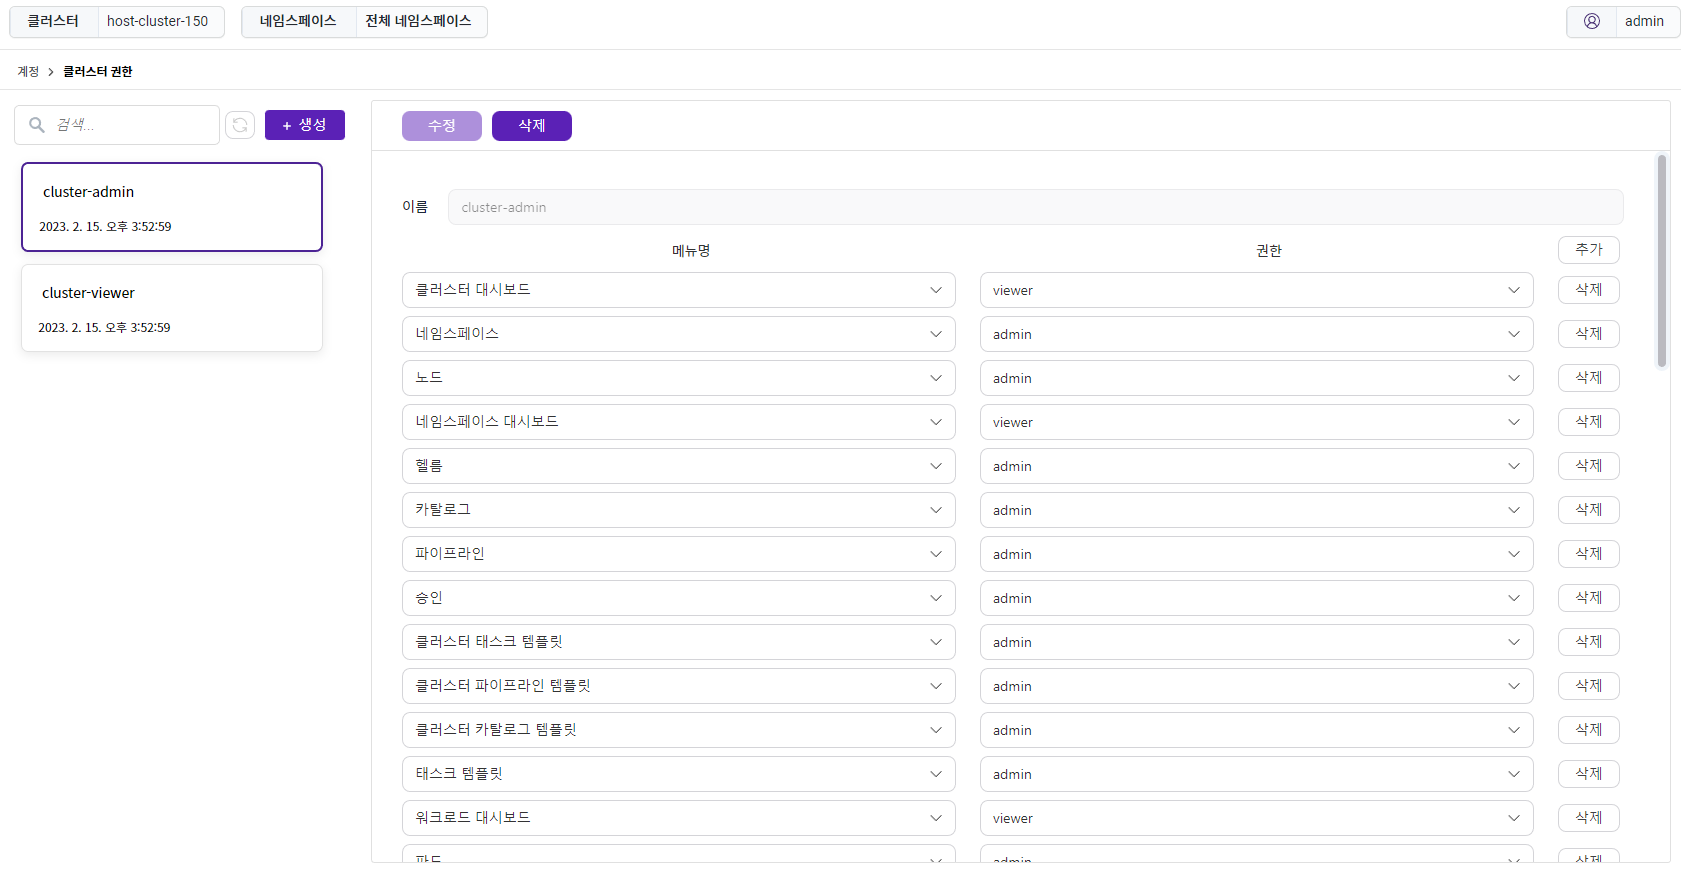 클러스터 host-cluster-150 네임스페이스 전체 네임스페이스 admin
계정 > 클러스터 권한
검색...
+ 생성
cluster-admin
2023. 2. 15. 오후 3:52:59
cluster-viewer
2023. 2. 15. 오후 3:52:59
수정 삭제
이름 cluster-admin
메뉴명 권한 추가
클러스터 대시보드 viewer 삭제
네임스페이스 admin 삭제
노드 admin 삭제
네임스페이스 대시보드 viewer 삭제
헬름 admin 삭제
카탈로그 admin 삭제
파이프라인 admin 삭제
승인 admin 삭제
클러스터 태스크 템플릿 admin 삭제
클러스터 파이프라인 템플릿 admin 삭제
클러스터 카탈로그 템플릿 admin 삭제
태스크 템플릿 admin 삭제
워크로드 대시보드 viewer 삭제
파드 admin 삭제